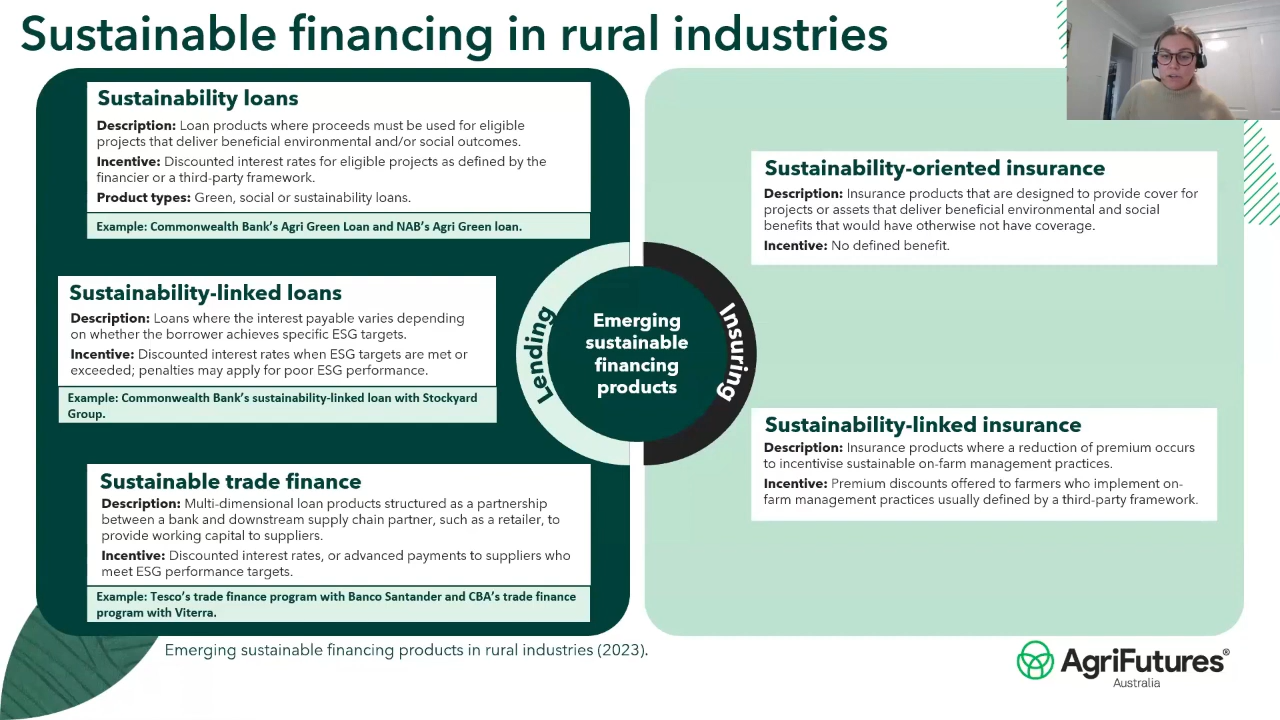 Sustainable financing in rural industries
Sustainability loans
Description: Loan products where proceeds must be used for eligible
projects that deliver beneficial environmental and/or social outcomes.
Incentive: Discounted interest rates for eligible projects as defined by the
financier or a third-party framework.
Product types: Green, social or sustainability loans.
Example: Commonwealth Bank's Agri Green Loan and NAB's Agri Green loan.
Sustainability-linked loans
Description: Loans where the interest payable varies depending
on whether the borrower achieves specific ESG targets.
Incentive: Discounted interest rates when ESG targets are met or
exceeded; penalties may apply for poor ESG performance.
Example: Commonwealth Bank's sustainability-linked loan with Stockyard
Group.
Sustainable trade finance
Description: Multi-dimensional loan products structured as a partnership
between a bank and downstream supply chain partner, such as a retailer, to
provide working capital to suppliers.
Incentive: Discounted interest rates, or advanced payments to suppliers who
meet ESG performance targets.
Example: Tesco's trade finance program with Banco Santander and CBA's trade finance
program with Viterra.
Lending
Emerging
sustainable
financing
products
Insuring
Sustainability-oriented insurance
Description: Insurance products that are designed to provide cover for
projects or assets that deliver beneficial environmental and social
benefits that would have otherwise not have coverage.
Incentive: No defined benefit.
Sustainability-linked insurance
Description: Insurance products where a reduction of premium occurs
to incentivise sustainable on-farm management practices.
Incentive: Premium discounts offered to farmers who implement on-
farm management practices usually defined by a third-party framework.
Emerging sustainable financing products in rural industries (2023).
AgriFutures®
Australia